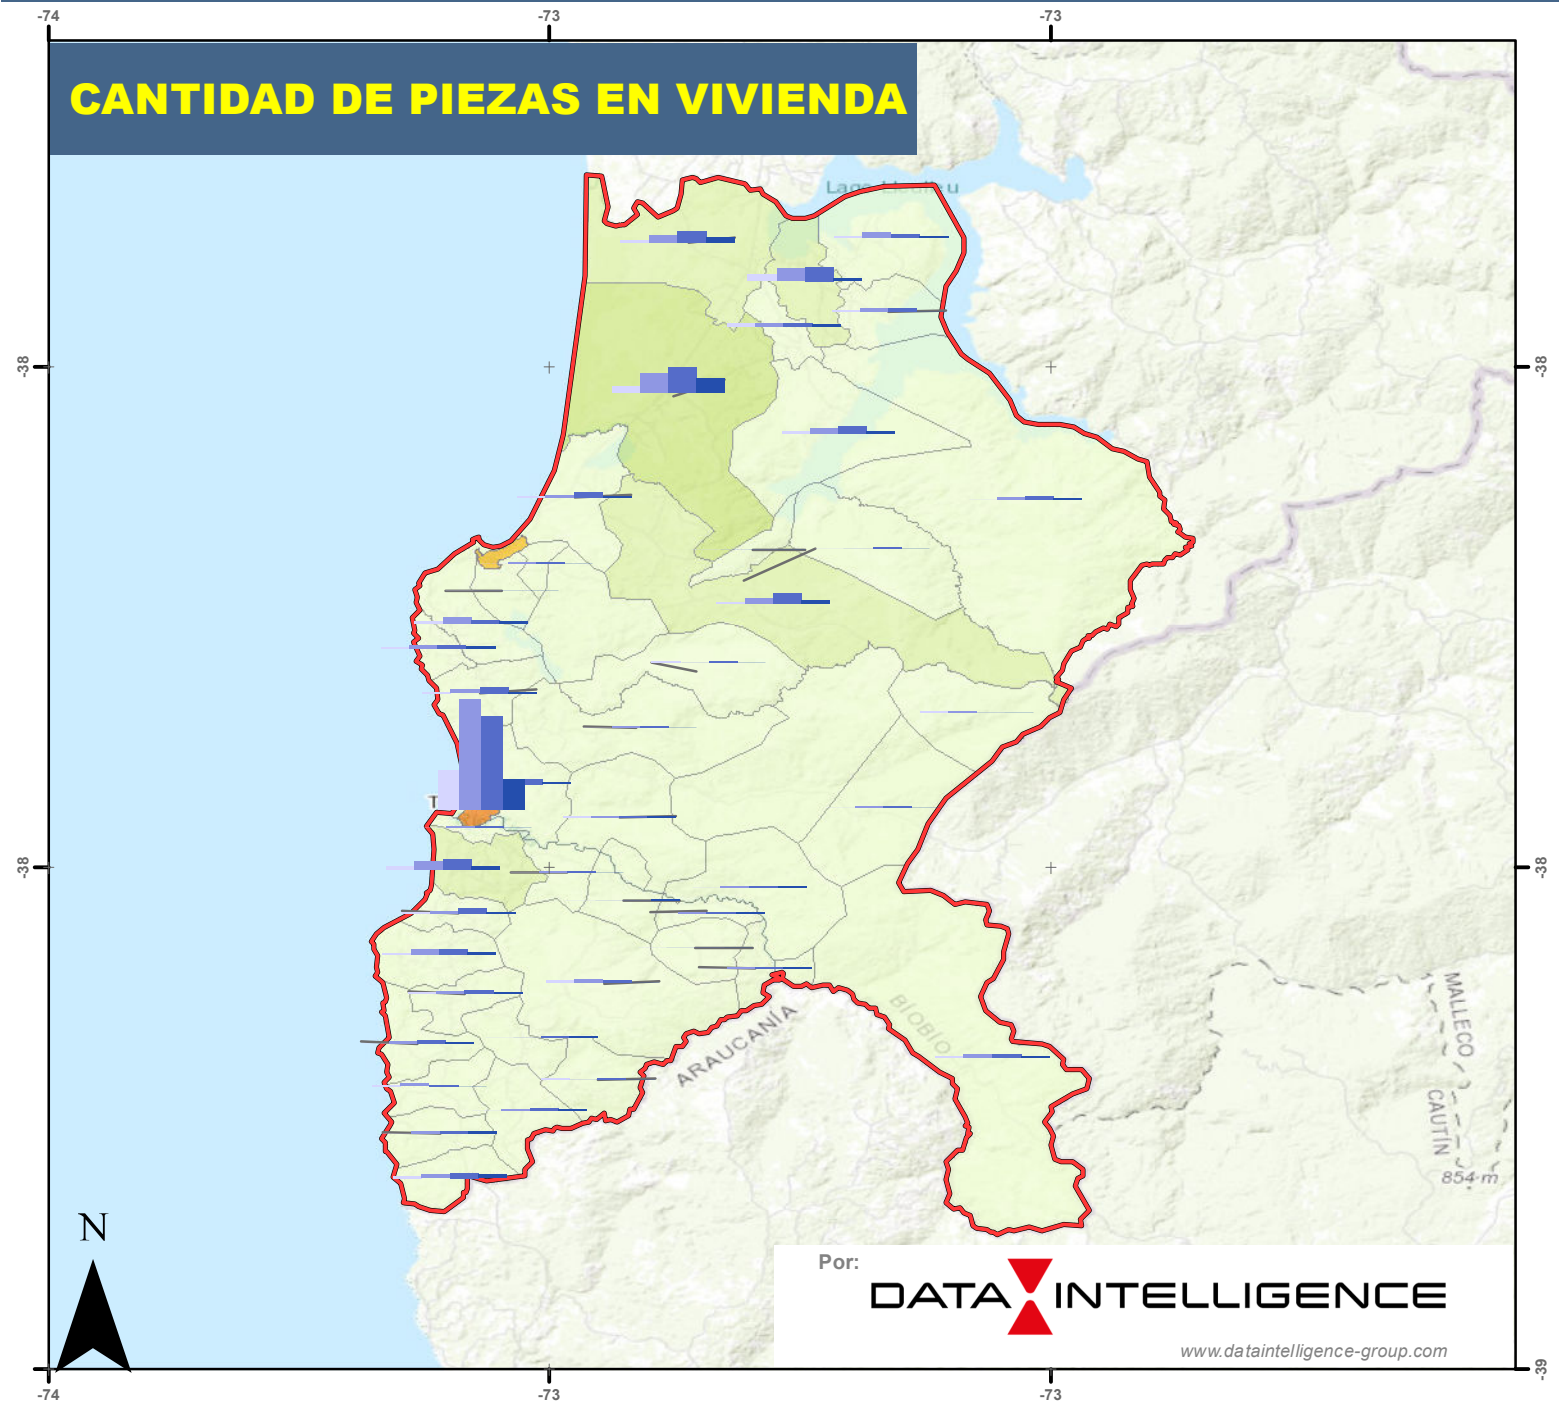 -74 -73 -73
CANTIDAD DE PIEZAS EN VIVIENDA
-38 -38
-38 -38
T
ARAUCANÍA
BÍOBÍO
MALLECO
CAUTÍN
854 m
N
Por:
DATA INTELLIGENCE
www.dataintelligence-group.com
-39
-74 -73 -73